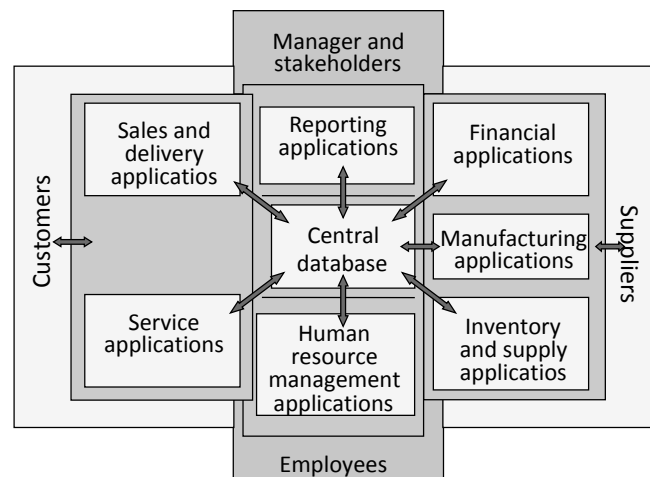 Manager and
stakeholders
Customers
Sales and
delivery
applicatios
Reporting
applications
Financial
applications
Central
database
Manufacturing
applications
Suppliers
Service
applications
Human
resource
management
applications
Inventory
and supply
applicatios
Employees